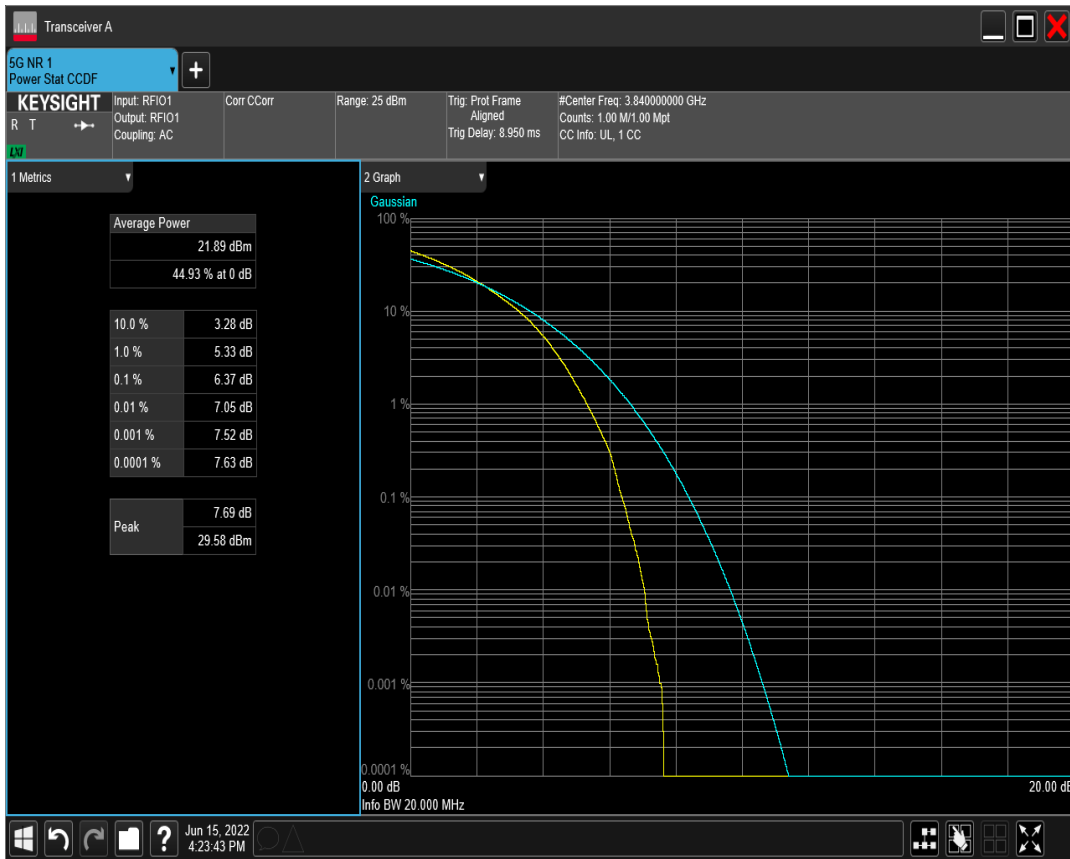 Transceiver A
5G NR 1
Power Stat CCDF
+
KEYSIGHT
R T
LXI
Input: RFIO1
Output: RFIO1
Coupling: AC
Corr CCorr
Range: 25 dBm
Trig: Prot Frame
Aligned
Trig Delay: 8.950 ms
#Center Freq: 3.840000000 GHz
Counts: 1.00 M/1.00 Mpt
CC Info: UL, 1 CC
1 Metrics
Average Power
21.89 dBm
44.93 % at 0 dB
10.0 % 3.28 dB
1.0 % 5.33 dB
0.1 % 6.37 dB
0.01 % 7.05 dB
0.001 % 7.52 dB
0.0001 % 7.63 dB
Peak 7.69 dB
29.58 dBm
2 Graph
Gaussian
100 %
10 %
1 %
0.1 %
0.01 %
0.001 %
0.0001 %
0.00 dB 20.00 dB
Info BW 20.000 MHz
?
Jun 15, 2022
4:23:43 PM